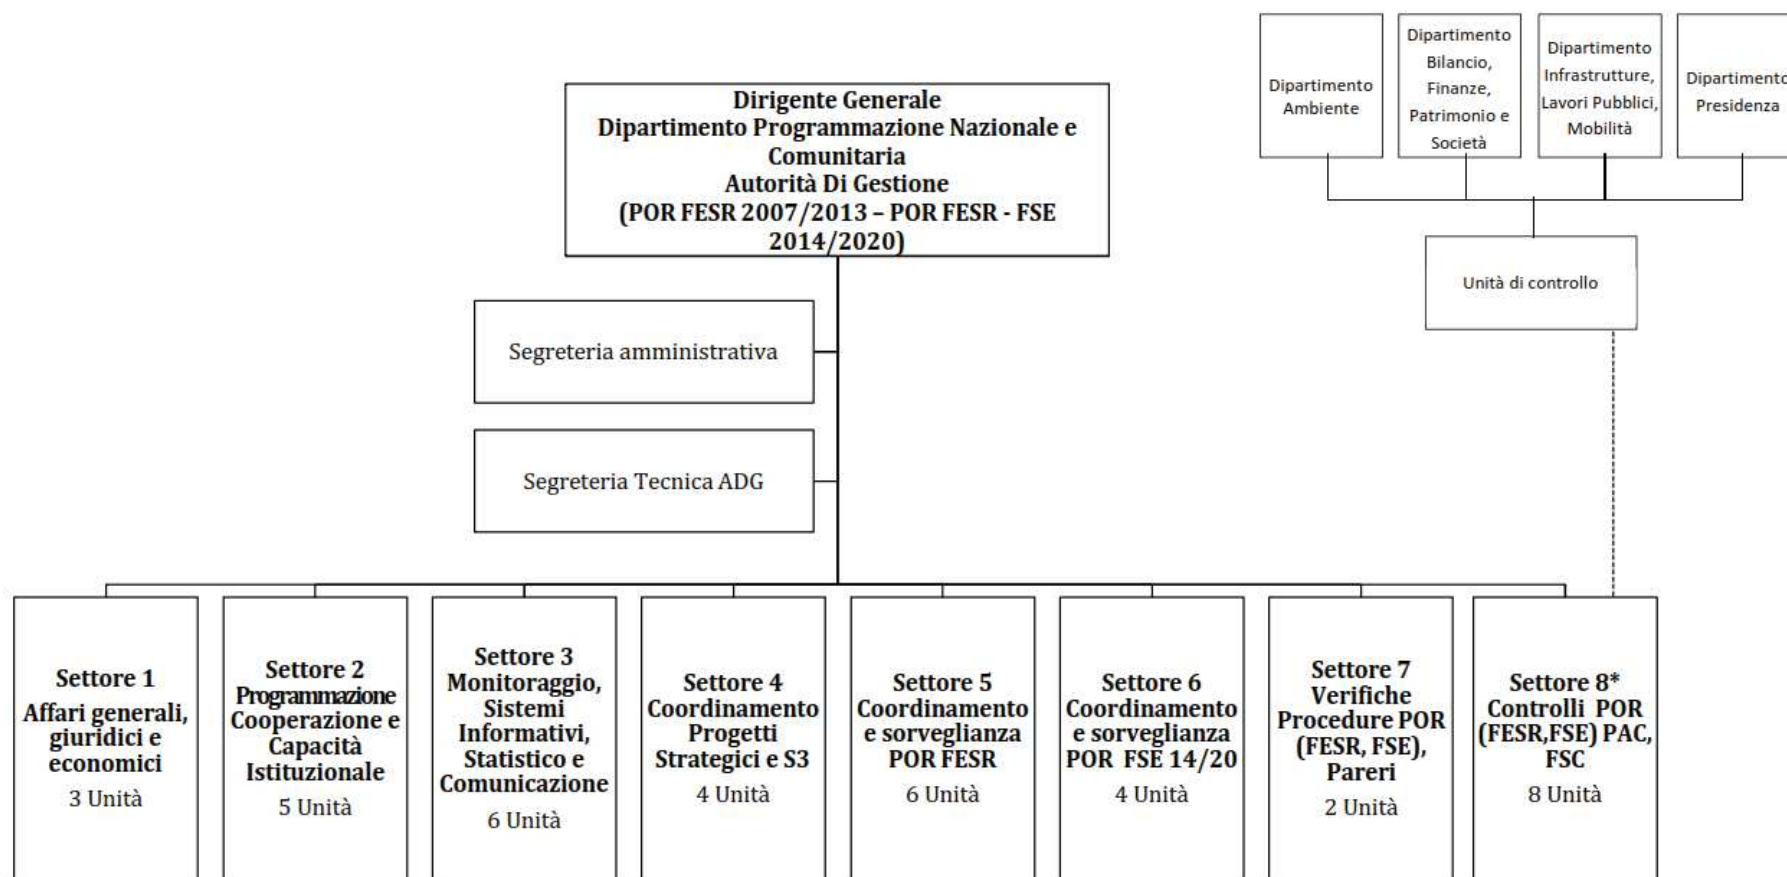 Dirigente Generale
Dipartimento Programmazione Nazionale e
Comunitaria
Autorità Di Gestione
(POR FESR 2007/2013 – POR FESR - FSE
2014/2020)
Dipartimento
Ambiente
Dipartimento
Bilancio,
Finanze,
Patrimonio e
Società
Dipartimento
Infrastrutture,
Lavori Pubblici,
Mobilità
Dipartimento
Presidenza
Unità di controllo
Segreteria amministrativa
Segreteria Tecnica ADG
Settore 1
Affari generali,
giuridici e
economici
3 Unità
Settore 2
Programmazione
Cooperazione e
Capacità
Istituzionale
5 Unità
Settore 3
Monitoraggio,
Sistemi
Informativi,
Statistico e
Comunicazione
6 Unità
Settore 4
Coordinamento
Progetti
Strategici e S3
4 Unità
Settore 5
Coordinamento
e sorveglianza
POR FESR
6 Unità
Settore 6
Coordinamento
e sorveglianza
POR FSE 14/20
4 Unità
Settore 7
Verifiche
Procedure POR
(FESR, FSE),
Pareri
2 Unità
Settore 8*
Controlli POR
(FESR,FSE) PAC,
FSC
8 Unità